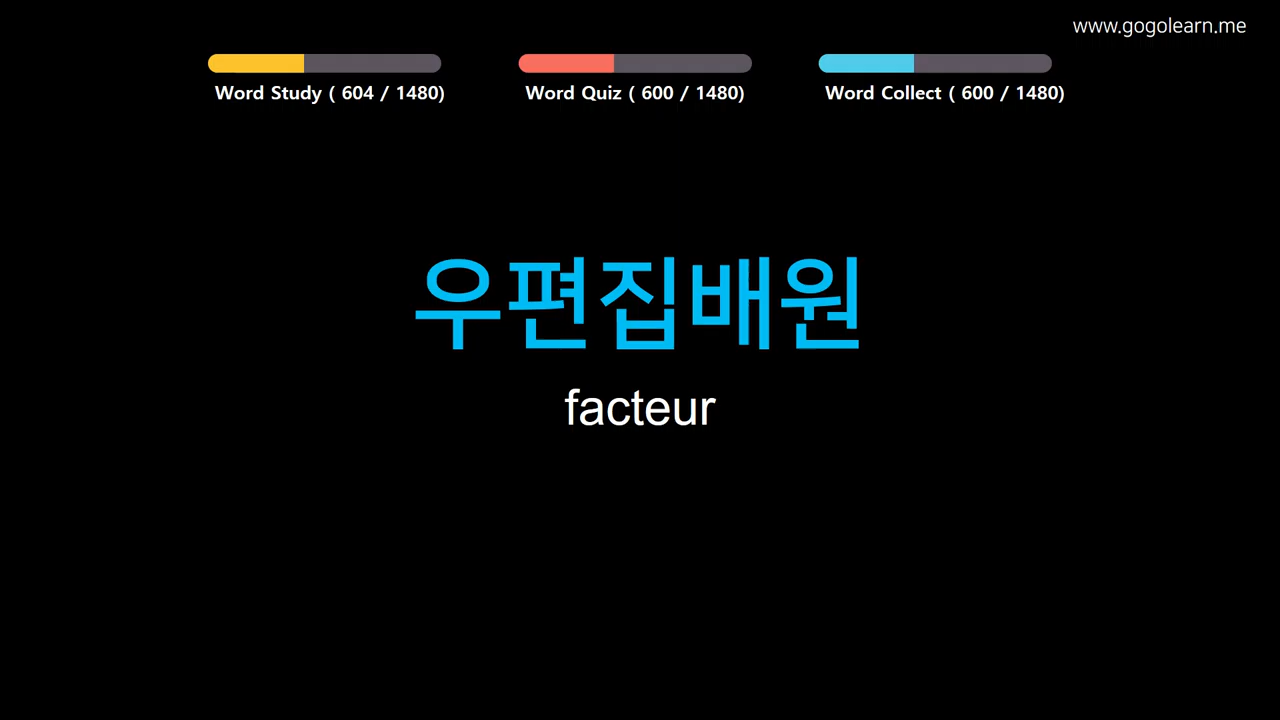 www.gogolearn.me
Word Study ( 604 / 1480)
Word Quiz ( 600 / 1480)
Word Collect ( 600 / 1480)
우편집배원
facteur